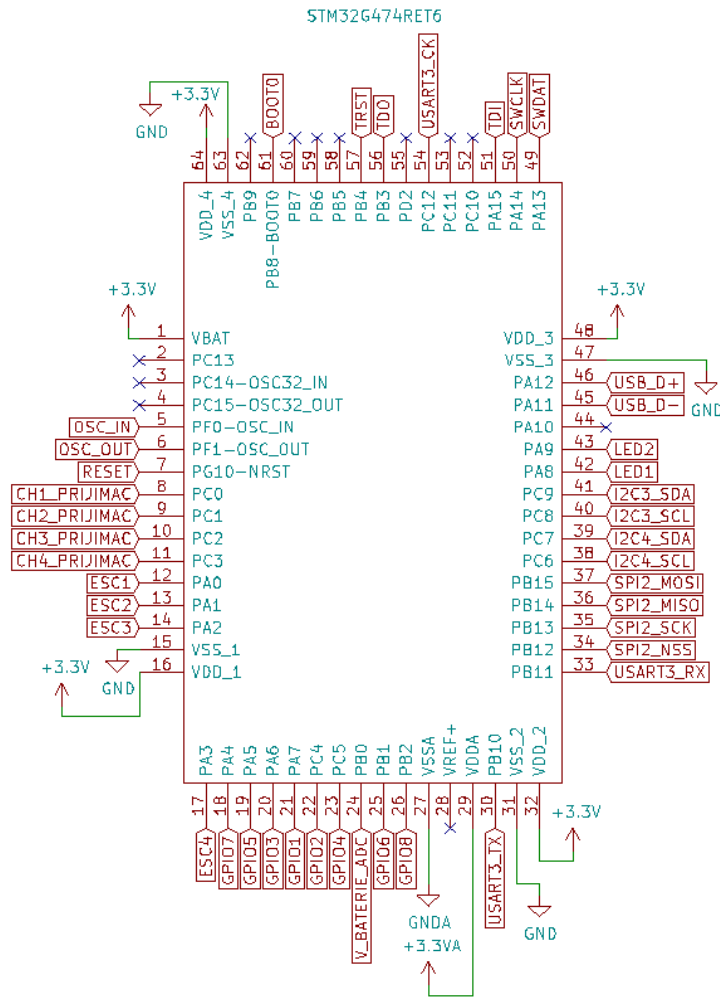 STM32G474RET6
+3.3V
GND
BOOT0
TRST
TDO
USART3_CK
TDI
SWCLK
SWDAT
64
63
62
61
60
59
58
57
56
55
54
53
52
51
50
49
VDD_4
VSS_4
PB9
PB8-BOOT0
PB7
PB6
PB5
PB4
PB3
PD2
PC12
PC11
PC10
PA15
PA14
PA13
+3.3V
1 VBAT
2 PC13
3 PC14-OSC32_IN
4 PC15-OSC32_OUT
OSC_IN 5 PF0-OSC_IN
OSC_OUT 6 PF1-OSC_OUT
RESET 7 PG10-NRST
CH1_PRIJIMAC 8 PC0
CH2_PRIJIMAC 9 PC1
CH3_PRIJIMAC 10 PC2
CH4_PRIJIMAC 11 PC3
ESC1 12 PA0
ESC2 13 PA1
ESC3 14 PA2
15 VSS_1
GND
16 VDD_1
+3.3V
+3.3V
VDD_3 48
VSS_3 47
GND
PA12 46 USB_D+
PA11 45 USB_D-
PA10 44
PA9 43 LED2
PA8 42 LED1
PC9 41 I2C3_SDA
PC8 40 I2C3_SCL
PC7 39 I2C4_SDA
PC6 38 I2C4_SCL
PB15 37 SPI2_MOSI
PB14 36 SPI2_MISO
PB13 35 SPI2_SCK
PB12 34 SPI2_NSS
PB11 33 USART3_RX
PA3
PA4
PA5
PA6
PA7
PC4
PC5
PB0
PB1
PB2
VSSA
VREF+
VDDA
PB10
VSS_2
VDD_2
17
18
19
20
21
22
23
24
25
26
27
28
29
30
31
32
ESC4
GPIO7
GPIO5
GPIO3
GPIO1
GPIO2
GPIO4
V_BATERIE_ADC
GPIO6
GPIO8
GNDA
+3.3VA
USART3_TX
GND
+3.3V